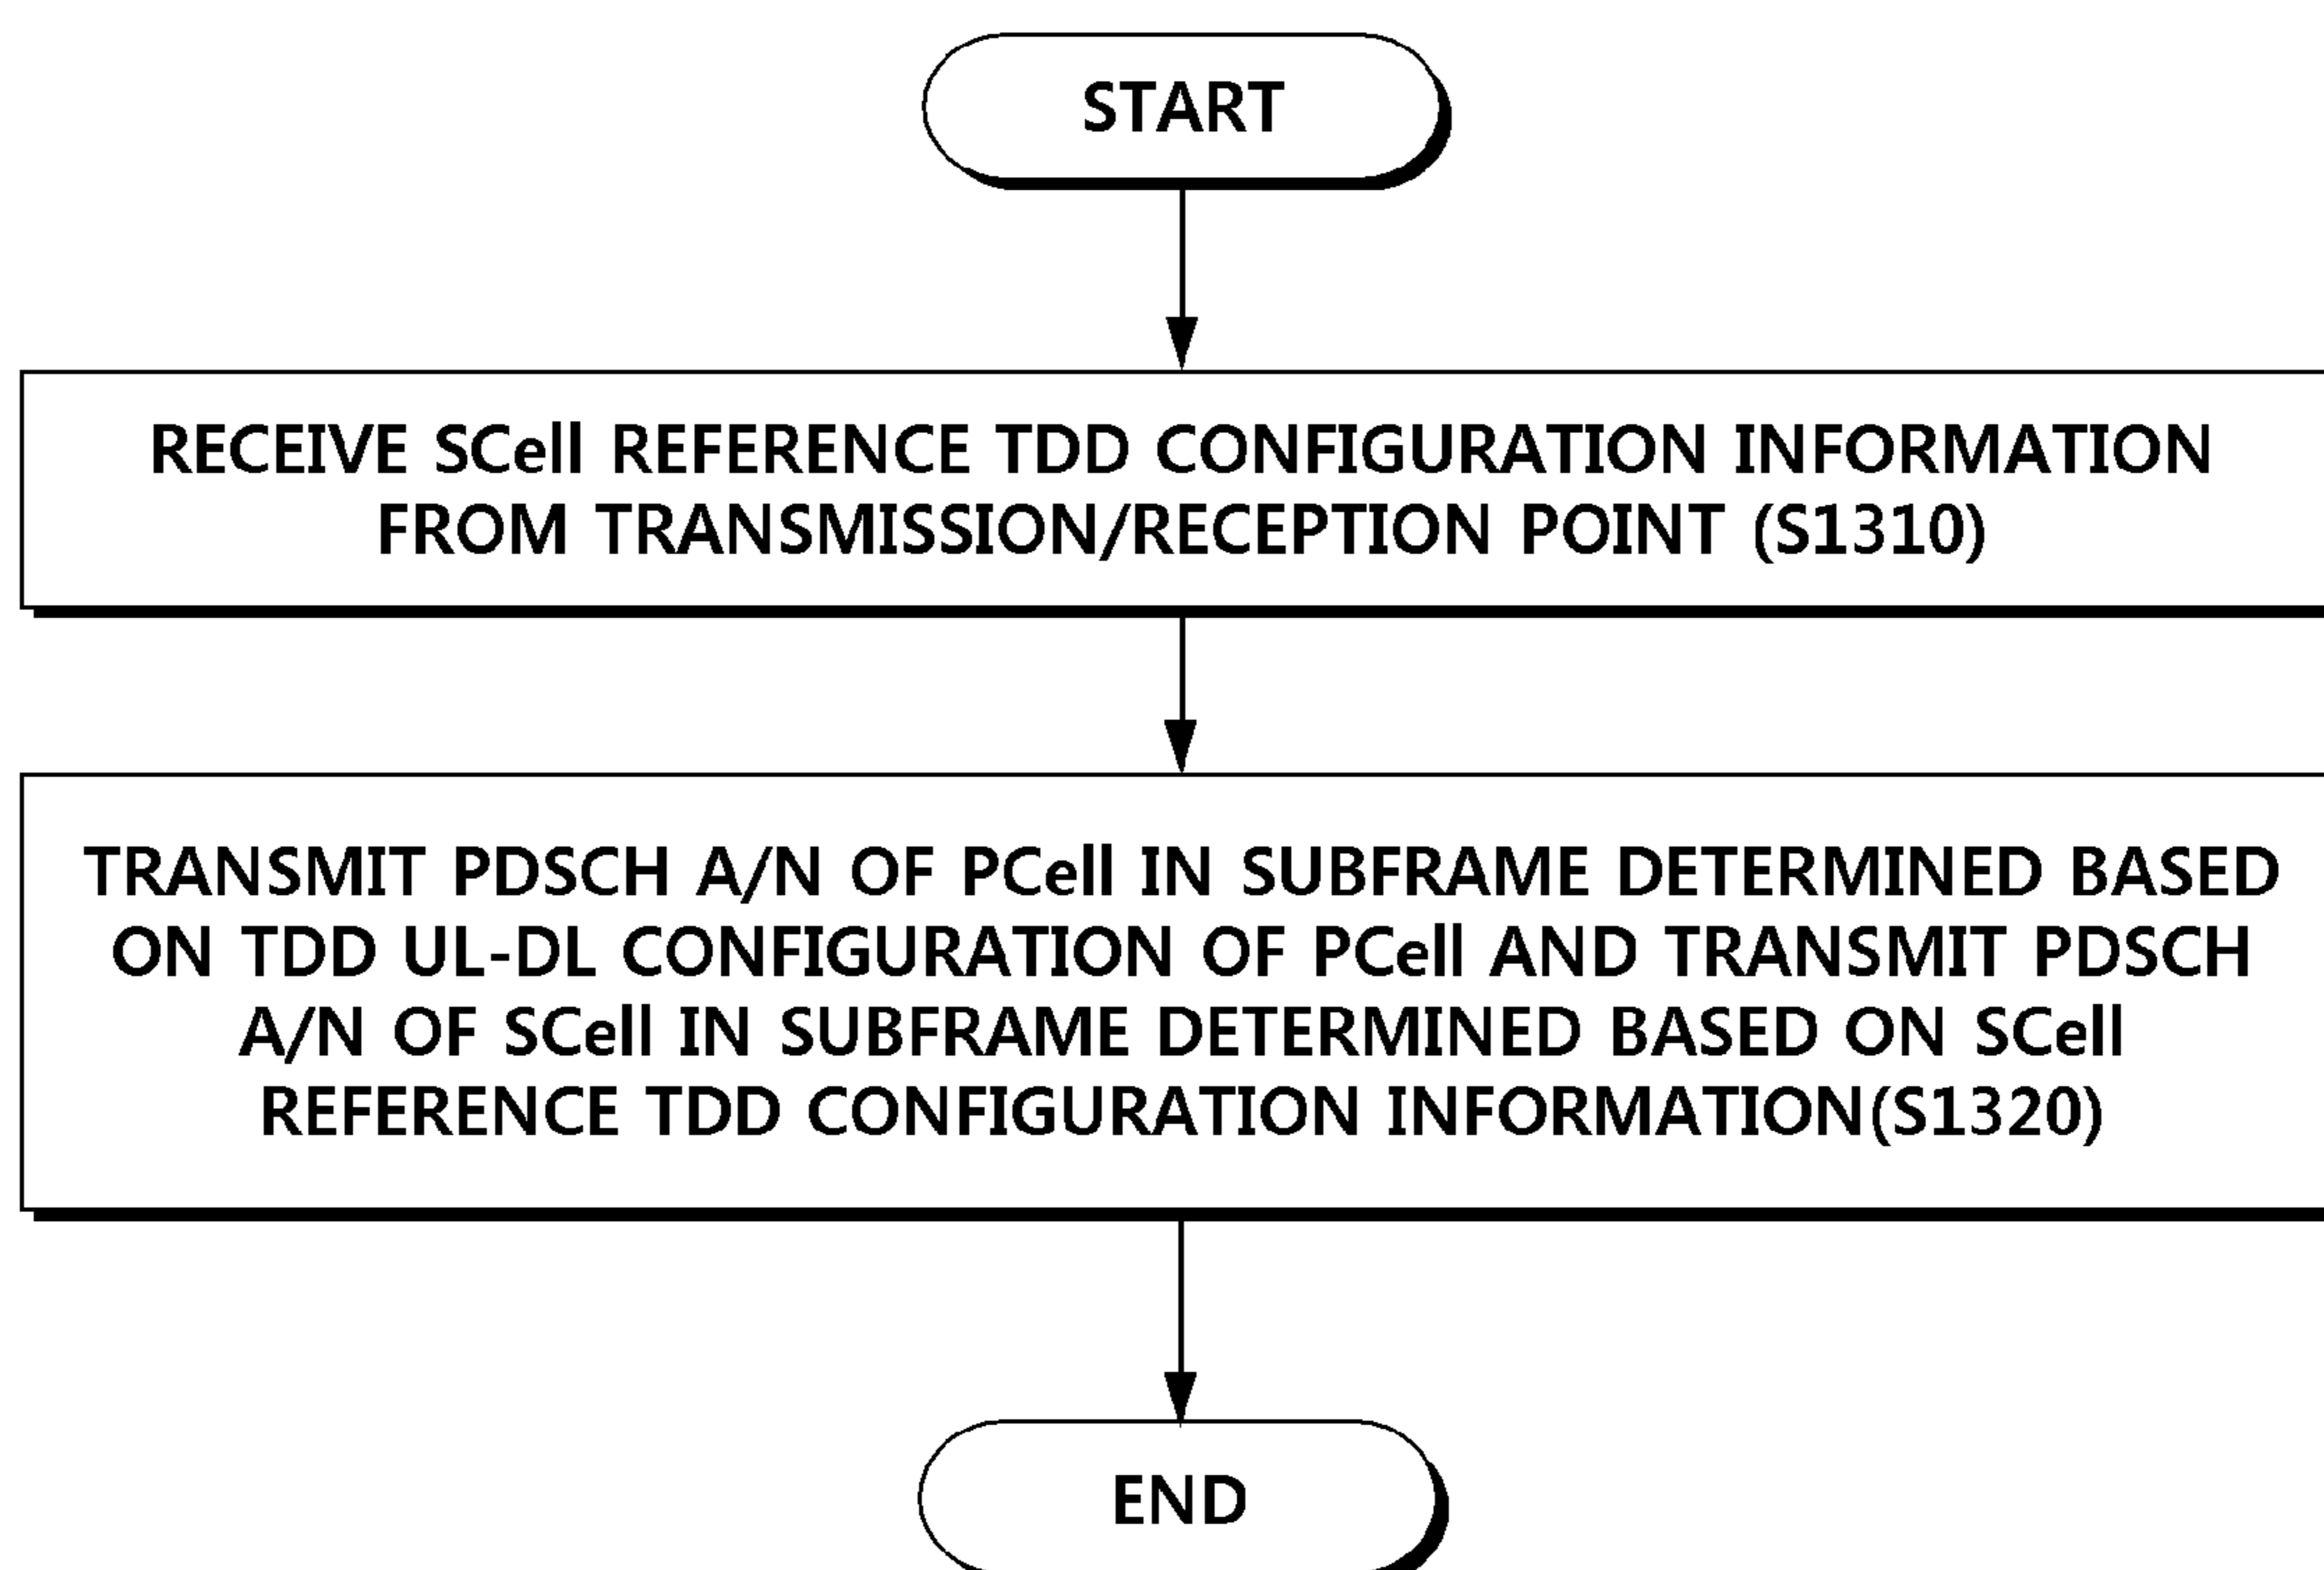 START
RECEIVE SCell REFERENCE TDD CONFIGURATION INFORMATION
FROM TRANSMISSION/RECEPTION POINT (S1310)
TRANSMIT PDSCH A/N OF PCell IN SUBFRAME DETERMINED BASED
ON TDD UL-DL CONFIGURATION OF PCell AND TRANSMIT PDSCH
A/N OF SCell IN SUBFRAME DETERMINED BASED ON SCell
REFERENCE TDD CONFIGURATION INFORMATION(S1320)
END